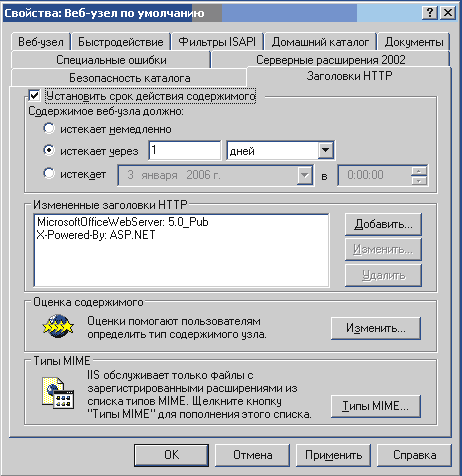 Свойства: Веб-узел по умолчанию
Веб-узел Быстродействие Фильтры ISAPI Домашний каталог Документы
Специальные ошибки Серверные расширения 2002
Безопасность каталога Заголовки HTTP
Установить срок действия содержимого
Содержимое веб-узла должно:
истекает немедленно
истекает через 1 дней
истекает 3 января 2006 г. в 0:00:00
Измененные заголовки HTTP
MicrosoftOfficeWebServer: 5.0_Pub
X-Powered-By: ASP.NET
Добавить...
Изменить...
Удалить
Оценка содержимого
Оценки помогают пользователям
определить тип содержимого узла.
Изменить...
Типы MIME
IIS обслуживает только файлы с
зарегистрированными расширениями из
списка типов MIME. Щелкните кнопку
"Типы MIME" для пополнения этого списка.
Типы MIME...
OK Отмена Применить Справка